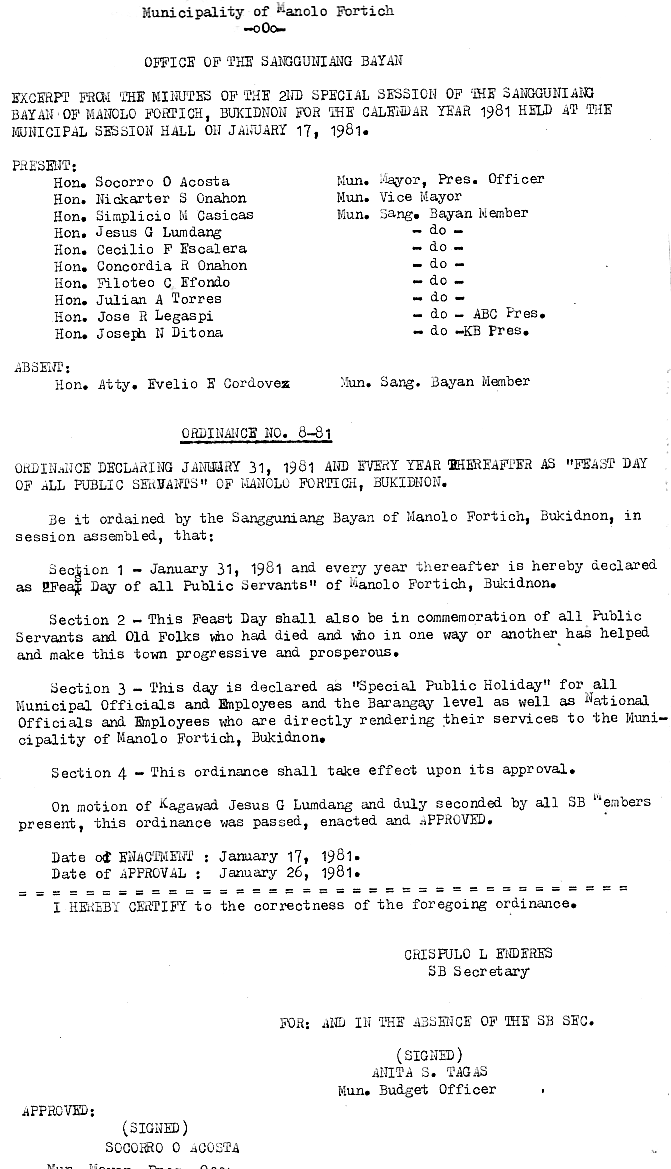 Municipality of Manolo Fortich
-oOo-
OFFICE OF THE SANGGUNIANG BAYAN
EXCERPT FROM THE MINUTES OF THE 2ND SPECIAL SESSION OF THE SANGGUNIANG
BAYAN OF MANOLO FORTICH, BUKIDNON FOR THE CALENDAR YEAR 1981 HELD AT THE
MUNICIPAL SESSION HALL ON JANUARY 17, 1981.
PRESENT:
Hon. Socorro O Acosta Mun. Mayor, Pres. Officer
Hon. Nickarter S Onahon Mun. Vice Mayor
Hon. Simplicio M Casicas Mun. Sang. Bayan Member
Hon. Jesus G Lumdang - do -
Hon. Cecilio F Escalera - do -
Hon. Concordia R Onahon - do -
Hon. Filoteo C Efondo - do -
Hon. Julian A Torres - do -
Hon. Jose R Legaspi - do - ABC Pres.
Hon. Joseph N Ditona - do -KB Pres.
ABSENT:
Hon. Atty. Evelio E Cordovez Mun. Sang. Bayan Member
ORDINANCE NO. 8-81
ORDINANCE DECLARING JANUARY 31, 1981 AND EVERY YEAR THEREAFTER AS "FEAST DAY
OF ALL PUBLIC SERVANTS" OF MANOLO FORTICH, BUKIDNON.
Be it ordained by the Sangguniang Bayan of Manolo Fortich, Bukidnon, in
session assembled, that:
Section 1 - January 31, 1981 and every year thereafter is hereby declared
as "Feast Day of all Public Servants" of Manolo Fortich, Bukidnon.
Section 2 - This Feast Day shall also be in commemoration of all Public
Servants and Old Folks who had died and who in one way or another has helped
and make this town progressive and prosperous.
Section 3 - This day is declared as "Special Public Holiday" for all
Municipal Officials and Employees and the Barangay level as well as National
Officials and Employees who are directly rendering their services to the Muni-
cipality of Manolo Fortich, Bukidnon.
Section 4 - This ordinance shall take effect upon its approval.
On motion of Kagawad Jesus G Lumdang and duly seconded by all SB Members
present, this ordinance was passed, enacted and APPROVED.
Date of ENACTMENT : January 17, 1981.
Date of APPROVAL : January 26, 1981.
= = = = = = = = = = = = = = = = = = = = = = = = = = = = = = = = = = = =
I HEREBY CERTIFY to the correctness of the foregoing ordinance.
CRISPULO L ENDERES
SB Secretary
FOR: AND IN THE ABSENCE OF THE SB SEC.
(SIGNED)
ANITA S. TAGAS
Mun. Budget Officer
APPROVED:
(SIGNED)
SOCORRO O ACOSTA
Mun. Mayor, Pres.